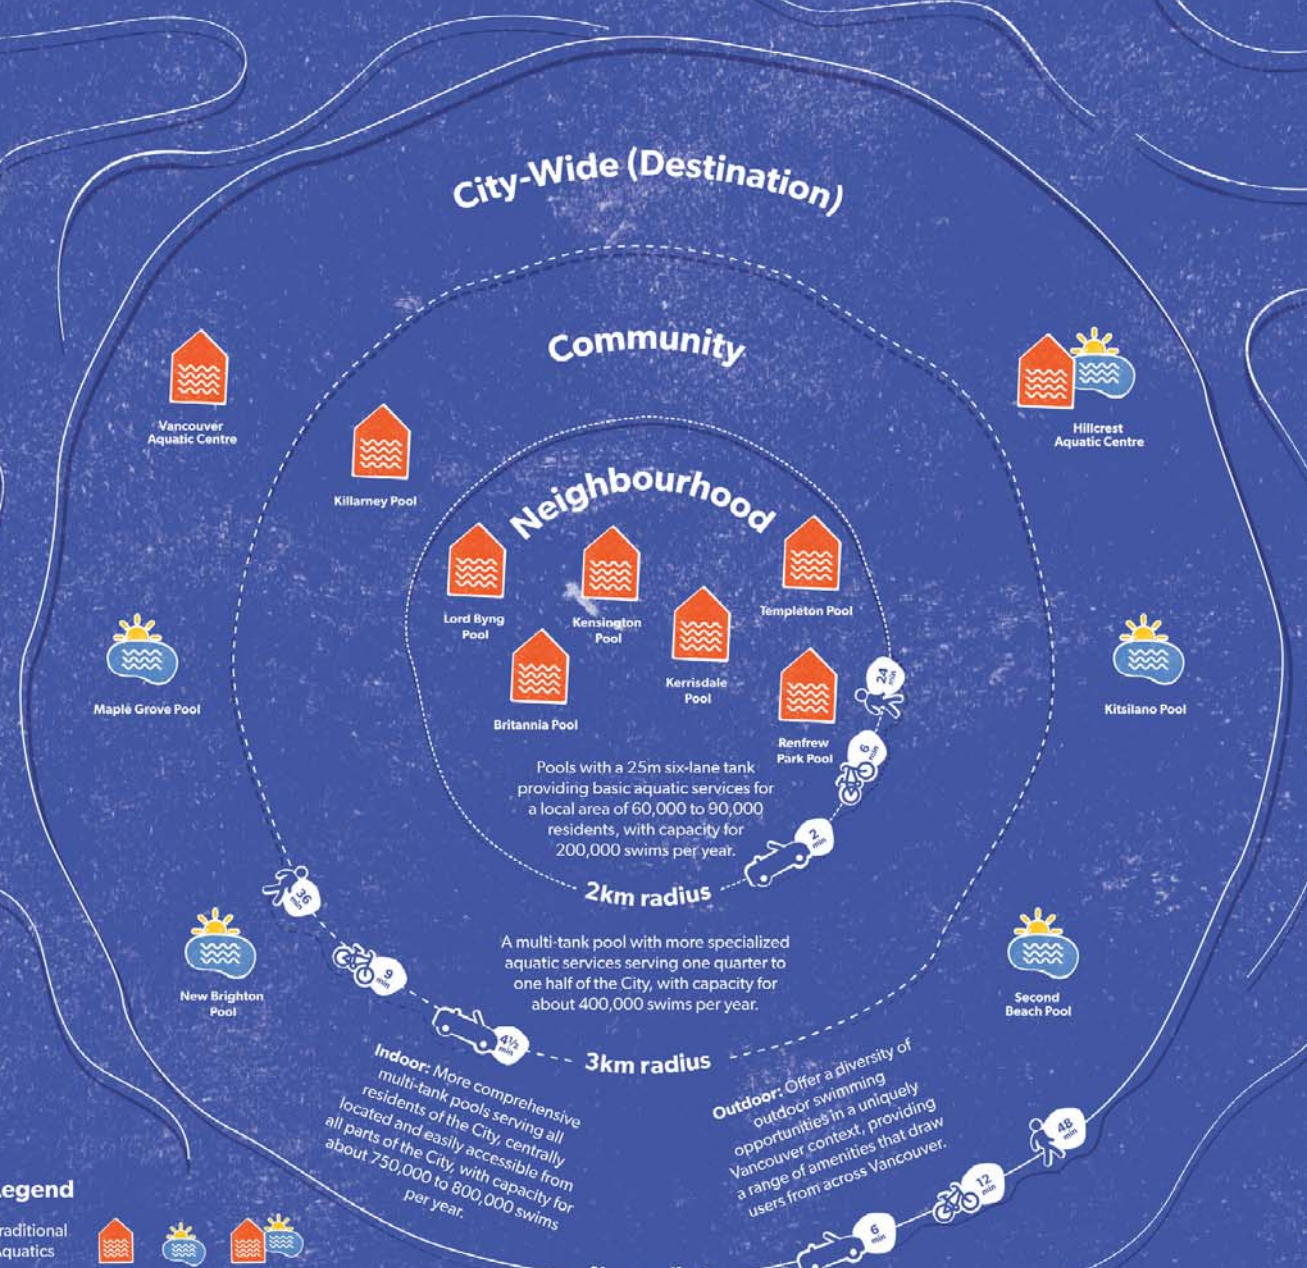 City-Wide (Destination)
Community
Neighbourhood
Vancouver
Aquatic Centre
Hillcrest
Aquatic Centre
Killarney Pool
Lord Byng
Pool
Kensington
Pool
Templeton Pool
Kerrisdale
Pool
Britannia Pool
Renfrew
Park Pool
Maple Grove Pool
Kitsilano Pool
24
min
6
min
2
min
Pools with a 25m six-lane tank
providing basic aquatic services for
a local area of 60,000 to 90,000
residents, with capacity for
200,000 swims per year.
2km radius
36
min
9
min
4½
min
A multi-tank pool with more specialized
aquatic services serving one quarter to
one half of the City, with capacity for
about 400,000 swims per year.
3km radius
New Brighton
Pool
Second
Beach Pool
Indoor: More comprehensive
multi-tank pools serving all
residents of the City, centrally
located and easily accessible from
all parts of the City, with capacity for
about 750,000 to 800,000 swims
per year.
Outdoor: Offer a diversity of
outdoor swimming
opportunities in a uniquely
Vancouver context, providing
a range of amenities that draw
users from across Vancouver.
48
min
12
min
6
min
egend
raditional
quatics